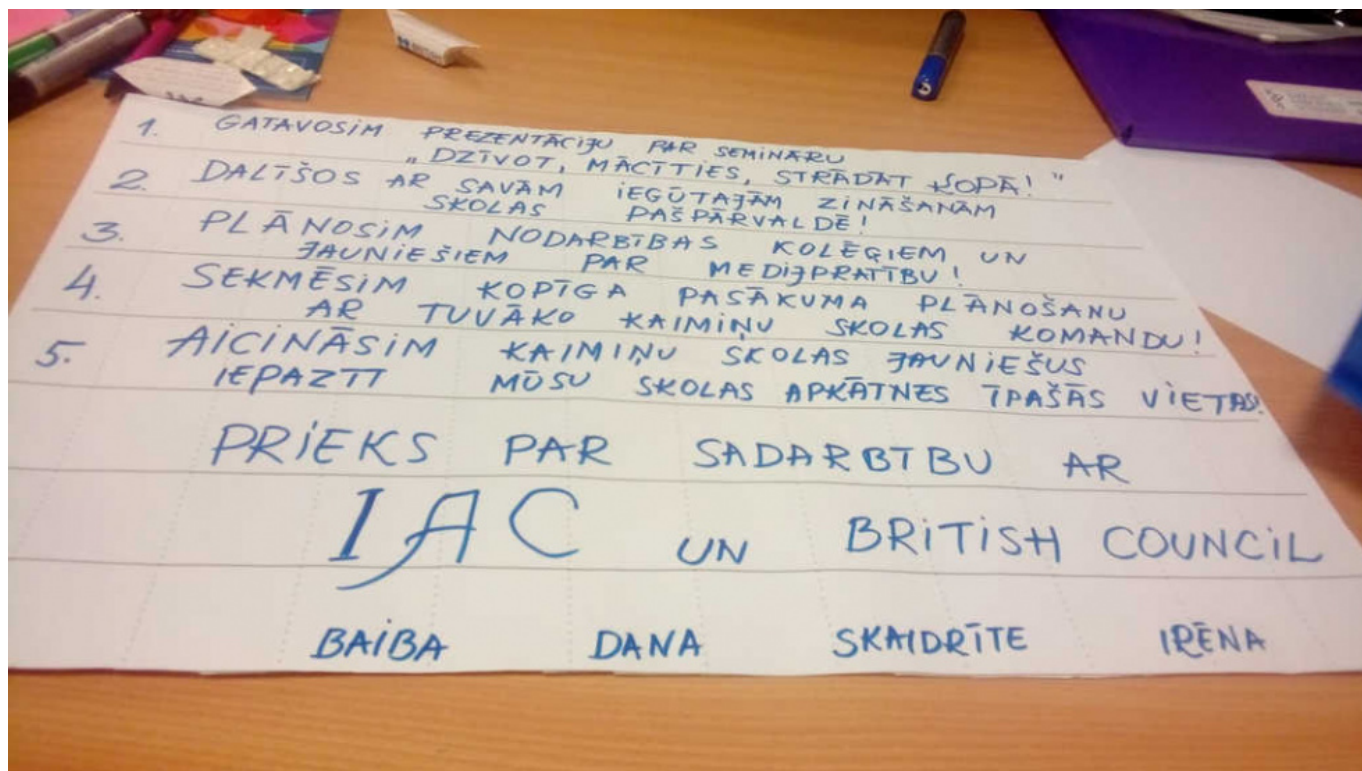 1. GATAVOSIM PREZENTĀCIJU PAR SEMINĀRU
"DZĪVOT, MĀCĪTIES, STRĀDĀT KOPĀ!"
2. DALĪŠOS AR SAVĀM IEGŪTAJĀM ZINĀŠANĀM
SKOLAS PAŠPĀRVALDĒ!
3. PLĀNOSIM NODARBĪBAS KOLĒĢIEM UN
JAUNIEŠIEM PAR MEDIJPRATĪBU!
4. SEKMĒSIM KOPĪGA PASĀKUMA PLĀNOŠANU
AR TUVĀKO KAIMIŅU SKOLAS KOMANDU!
5. AICINĀSIM KAIMIŅU SKOLAS JAUNIEŠUS
IEPAZĪT MŪSU SKOLAS APKĀTNES ĪPAŠĀS VIETAS!
PRIEKS PAR SADARBĪBU AR
IAC UN BRITISH COUNCIL
BAIBA DANA SKAIDRĪTE IRĒNA